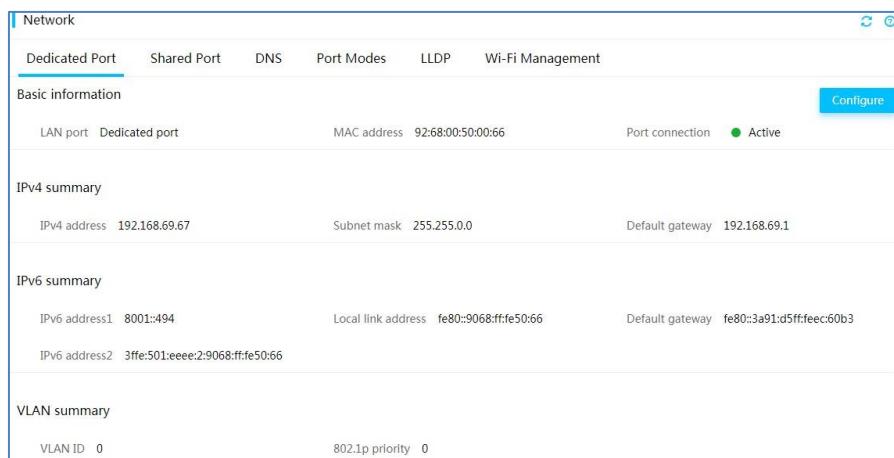 Network
Dedicated Port Shared Port DNS Port Modes LLDP Wi-Fi Management
Basic information
Configure
LAN port Dedicated port MAC address 92:68:00:50:00:66 Port connection Active
IPv4 summary
IPv4 address 192.168.69.67 Subnet mask 255.255.0.0 Default gateway 192.168.69.1
IPv6 summary
IPv6 address1 8001::494 Local link address fe80::9068:ff:fe50:66 Default gateway fe80::3a91:d5ff:feec:60b3
IPv6 address2 3ffe:501:eeee:2:9068:ff:fe50:66
VLAN summary
VLAN ID 0 802.1p priority 0